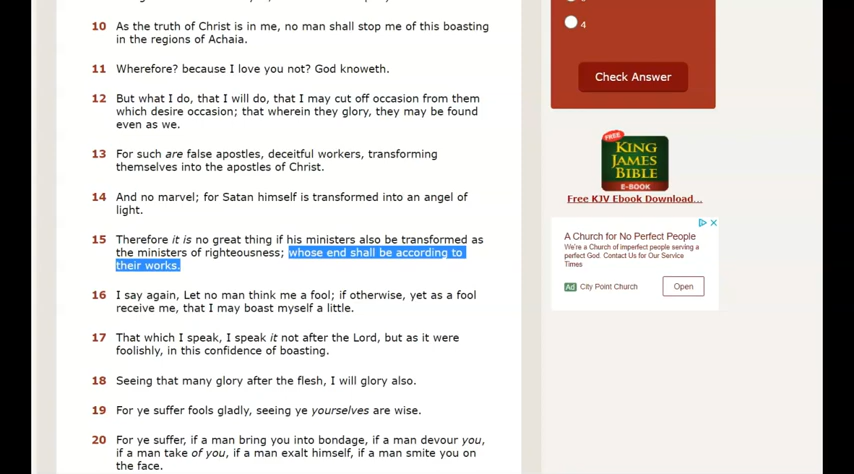 10 As the truth of Christ is in me, no man shall stop me of this boasting
in the regions of Achaia.
11 Wherefore? because I love you not? God knoweth.
12 But what I do, that I will do, that I may cut off occasion from them
which desire occasion; that wherein they glory, they may be found
even as we.
13 For such are false apostles, deceitful workers, transforming
themselves into the apostles of Christ.
14 And no marvel; for Satan himself is transformed into an angel of
light.
15 Therefore it is no great thing if his ministers also be transformed as
the ministers of righteousness; whose end shall be according to
their works.
16 I say again, Let no man think me a fool; if otherwise, yet as a fool
receive me, that I may boast myself a little.
17 That which I speak, I speak it not after the Lord, but as it were
foolishly, in this confidence of boasting.
18 Seeing that many glory after the flesh, I will glory also.
19 For ye suffer fools gladly, seeing ye yourselves are wise.
20 For ye suffer, if a man bring you into bondage, if a man devour you,
if a man take of you, if a man exalt himself, if a man smite you on
the face.
4
Check Answer
FREE
KING
JAMES
BIBLE
E-BOOK
Free KJV Ebook Download...
A Church for No Perfect People
We're a Church of imperfect people serving a
perfect God. Contact Us for Our Service
Times
Ad City Point Church
Open